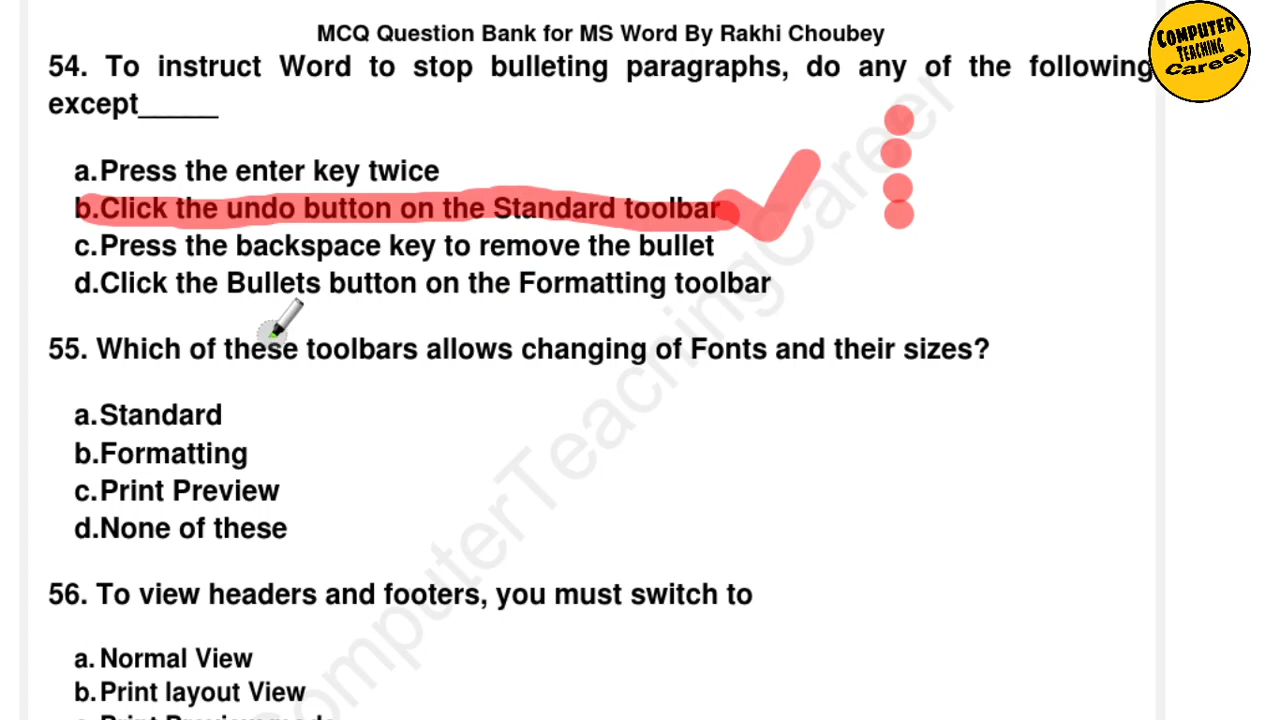 MCQ Question Bank for MS Word By Rakhi Choubey
COMPUTER
TEACHING
Career
54. To instruct Word to stop bulleting paragraphs, do any of the following
except_____
a.Press the enter key twice
b.Click the undo button on the Standard toolbar
c.Press the backspace key to remove the bullet
d.Click the Bullets button on the Formatting toolbar
55. Which of these toolbars allows changing of Fonts and their sizes?
a.Standard
b.Formatting
c.Print Preview
d.None of these
56. To view headers and footers, you must switch to
a. Normal View
b.Print layout View
c.Print Preview mode
ComputerTeachingCareer